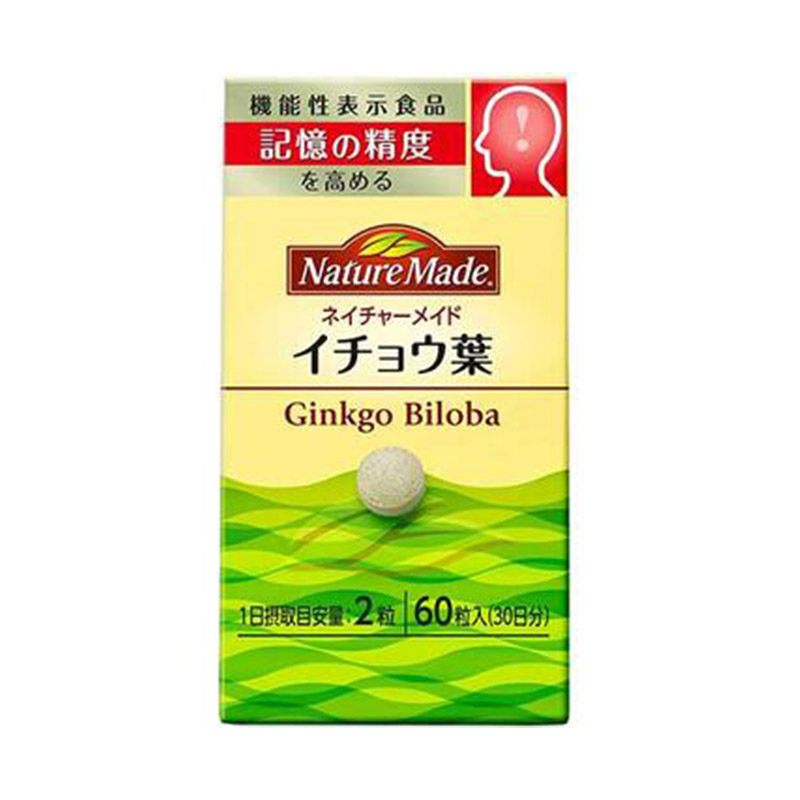 機能性表示食品
記憶の精度
を高める
Nature Made®
ネイチャーメイド
イチョウ葉
Ginkgo Biloba
1日摂取目安量:2粒 60粒入(30日分)